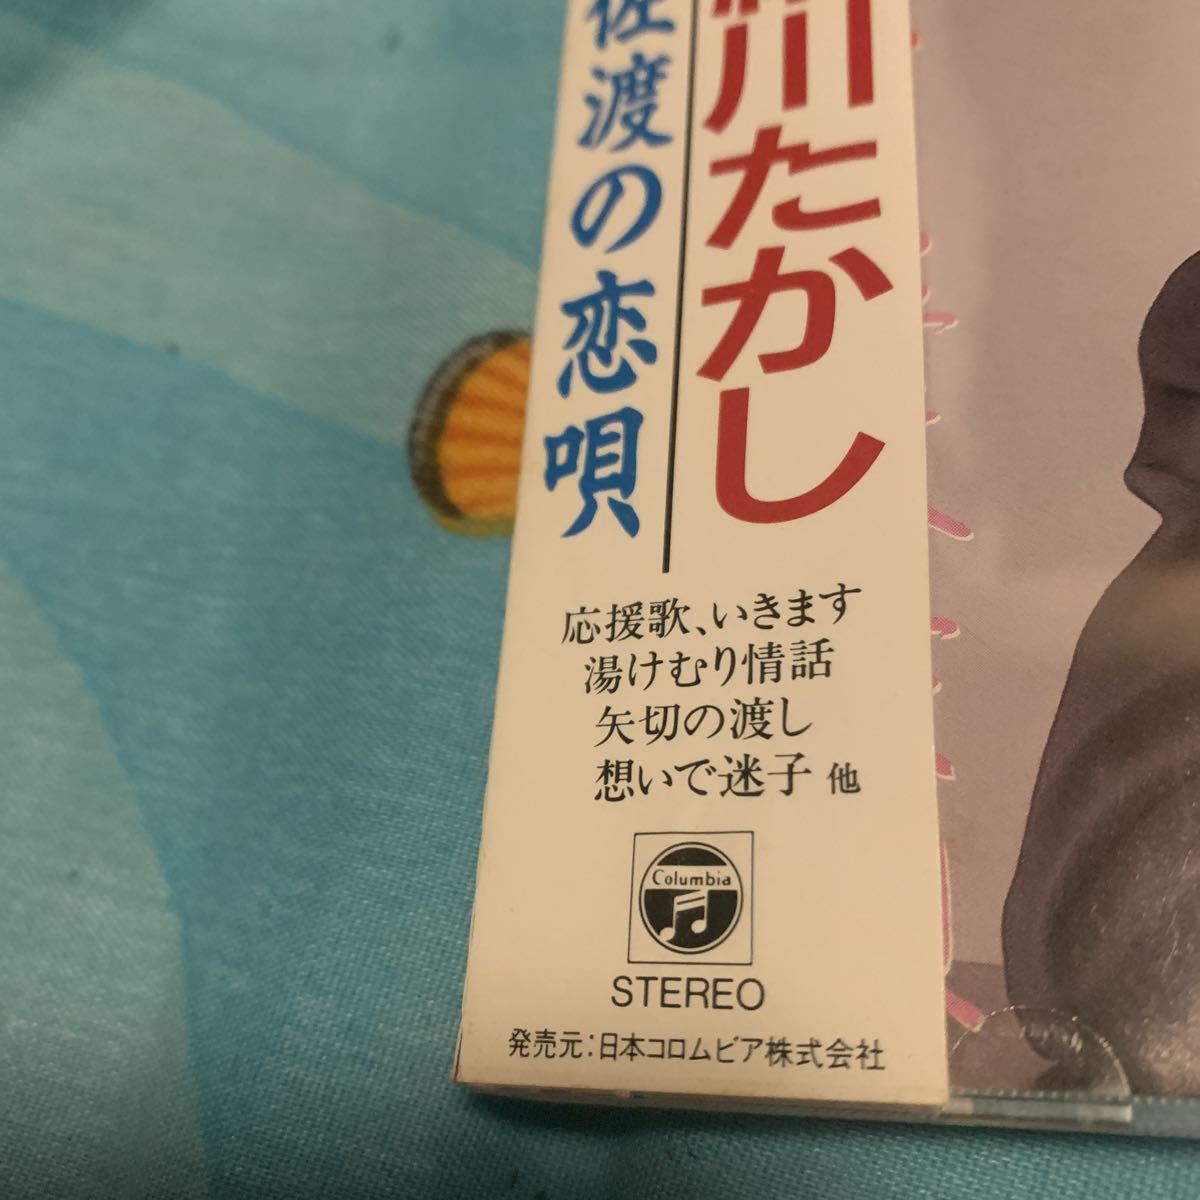 川たかし
佐渡の恋唄
応援歌、いきます
湯けむり情話
矢切の渡し
想いで迷子 他
Columbia
STEREO
発売元：日本コロムビア株式会社